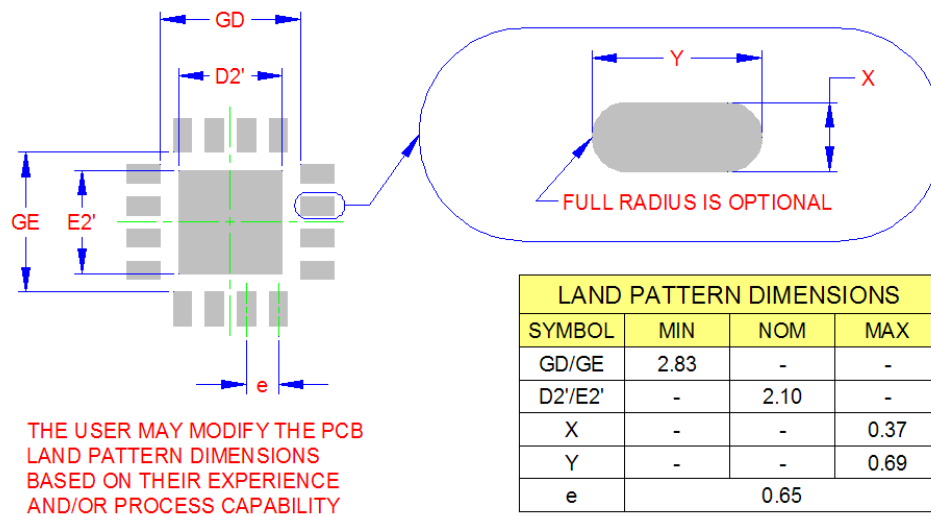 GD
D2'
GE
E2'
e
Y
X
FULL RADIUS IS OPTIONAL
THE USER MAY MODIFY THE PCB
LAND PATTERN DIMENSIONS
BASED ON THEIR EXPERIENCE
AND/OR PROCESS CAPABILITY
LAND PATTERN DIMENSIONS
SYMBOL MIN NOM MAX
GD/GE 2.83 - -
D2'/E2' - 2.10 -
X - - 0.37
Y - - 0.69
e 0.65